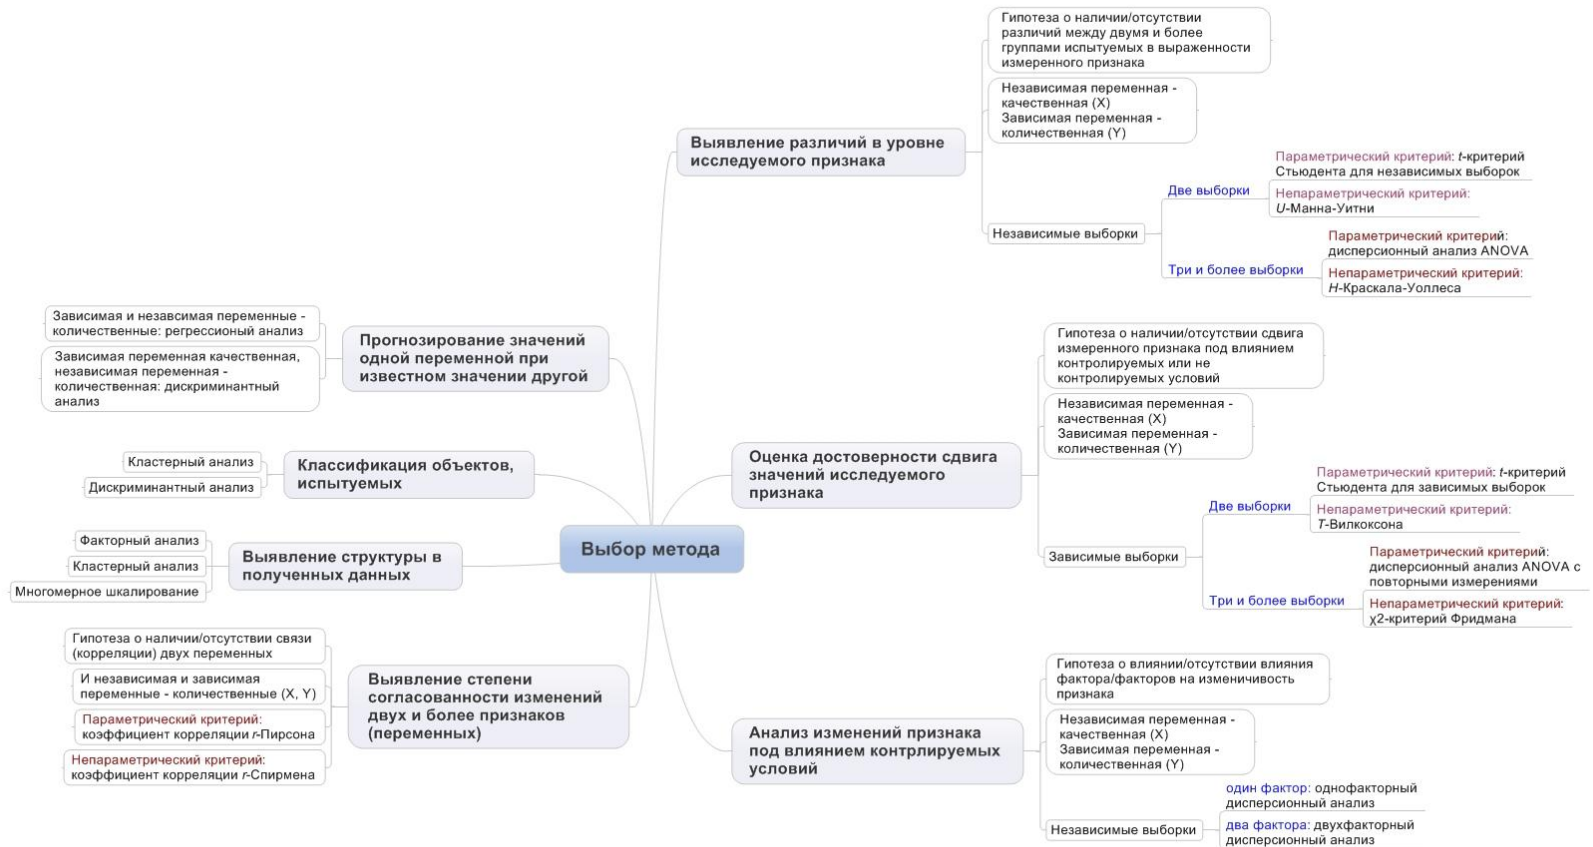 Выбор метода
Выявление различий в уровне
исследуемого признака
Гипотеза о наличии/отсутствии
различий между двумя и более
группами испытуемых в выраженности
измеренного признака
Независимая переменная -
качественная (X)
Зависимая переменная -
количественная (Y)
Независимые выборки
Две выборки
Параметрический критерий: t-критерий
Стьюдента для независимых выборок
Непараметрический критерий:
U-Манна-Уитни
Три и более выборки
Параметрический критерий:
дисперсионный анализ ANOVA
Непараметрический критерий:
H-Краскала-Уоллеса
Оценка достоверности сдвига
значений исследуемого
признака
Гипотеза о наличии/отсутствии сдвига
измеренного признака под влиянием
контролируемых или не
контролируемых условий
Независимая переменная -
качественная (X)
Зависимая переменная -
количественная (Y)
Зависимые выборки
Две выборки
Параметрический критерий: t-критерий
Стьюдента для зависимых выборок
Непараметрический критерий:
T-Вилкоксона
Три и более выборки
Параметрический критерий:
дисперсионный анализ ANOVA с
повторными измерениями
Непараметрический критерий:
χ2-критерий Фридмана
Анализ изменений признака
под влиянием контрлируемых
условий
Гипотеза о влиянии/отсутствии влияния
фактора/факторов на изменичивость
признака
Независимая переменная -
качественная (X)
Зависимая переменная -
количественная (Y)
Независимые выборки
один фактор: однофакторный
дисперсионный анализ
два фактора: двухфакторный
дисперсионный анализ
Прогнозирование значений
одной переменной при
известном значении другой
Зависимая и незавсимая переменные -
количественные: регрессионый анализ
Зависимая переменная качественная,
независимая переменная -
количественная: дискриминантный
анализ
Классификация объектов,
испытуемых
Кластерный анализ
Дискриминантный анализ
Выявление структуры в
полученных данных
Факторный анализ
Кластерный анализ
Многомерное шкалирование
Выявление степени
согласованности изменений
двух и более признаков
(переменных)
Гипотеза о наличии/отсутствии связи
(корреляции) двух переменных
И независимая и зависимая
переменные - количественные (X, Y)
Параметрический критерий:
коэффициент корреляции r-Пирсона
Непараметрический критерий:
коэффициент корреляции r-Спирмена